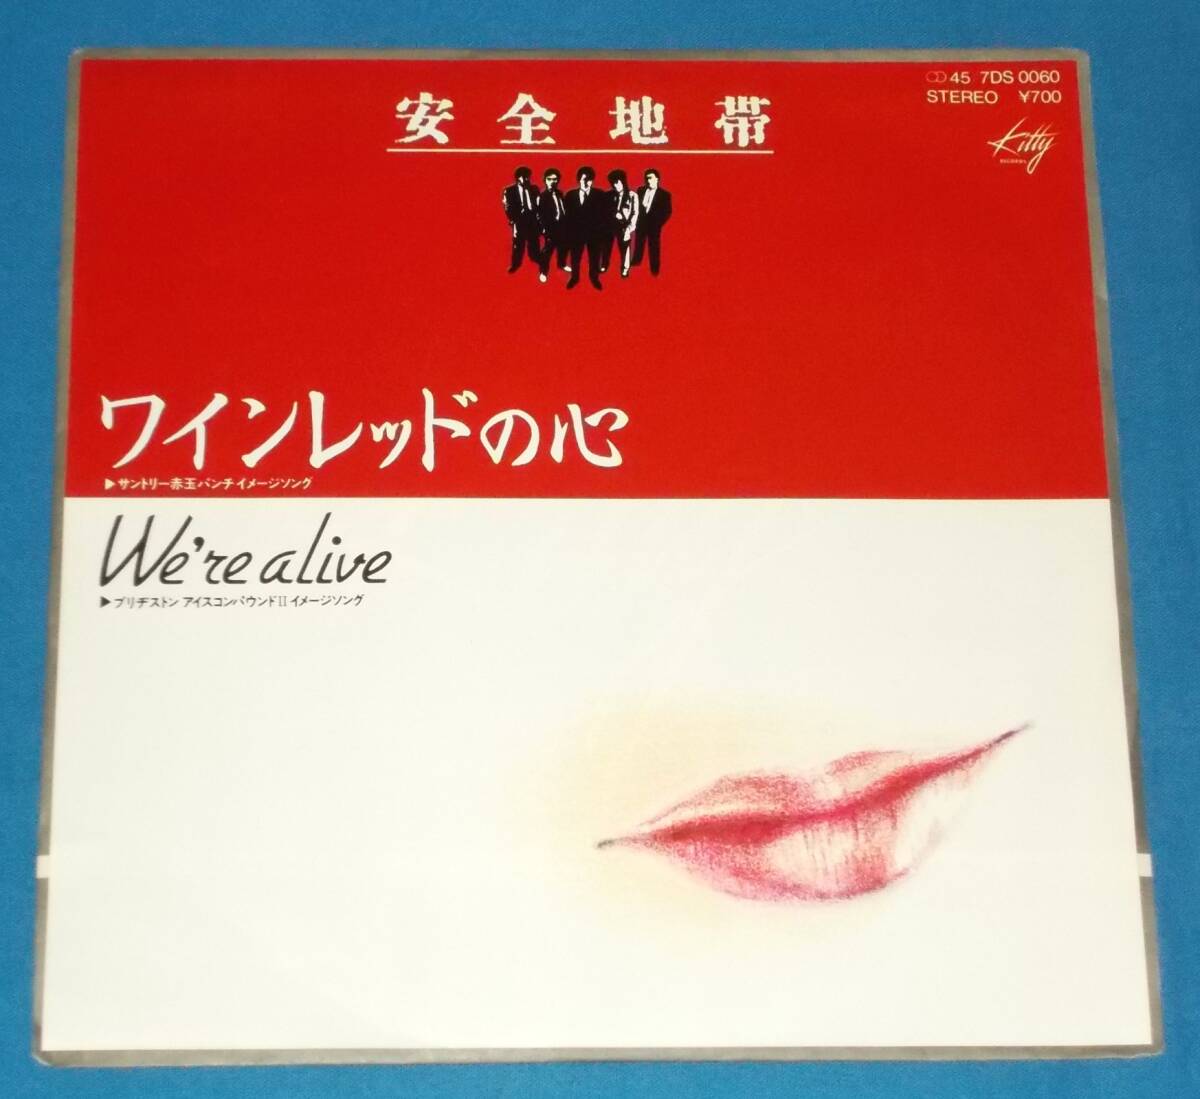 安全地帯
45 7DS 0060
STEREO ¥700
Kitty
RECORDS
ワインレッドの心
▶サントリー赤玉パンチイメージソング
We're alive
▶ブリヂストン アイスコンパウンドⅡイメージソング